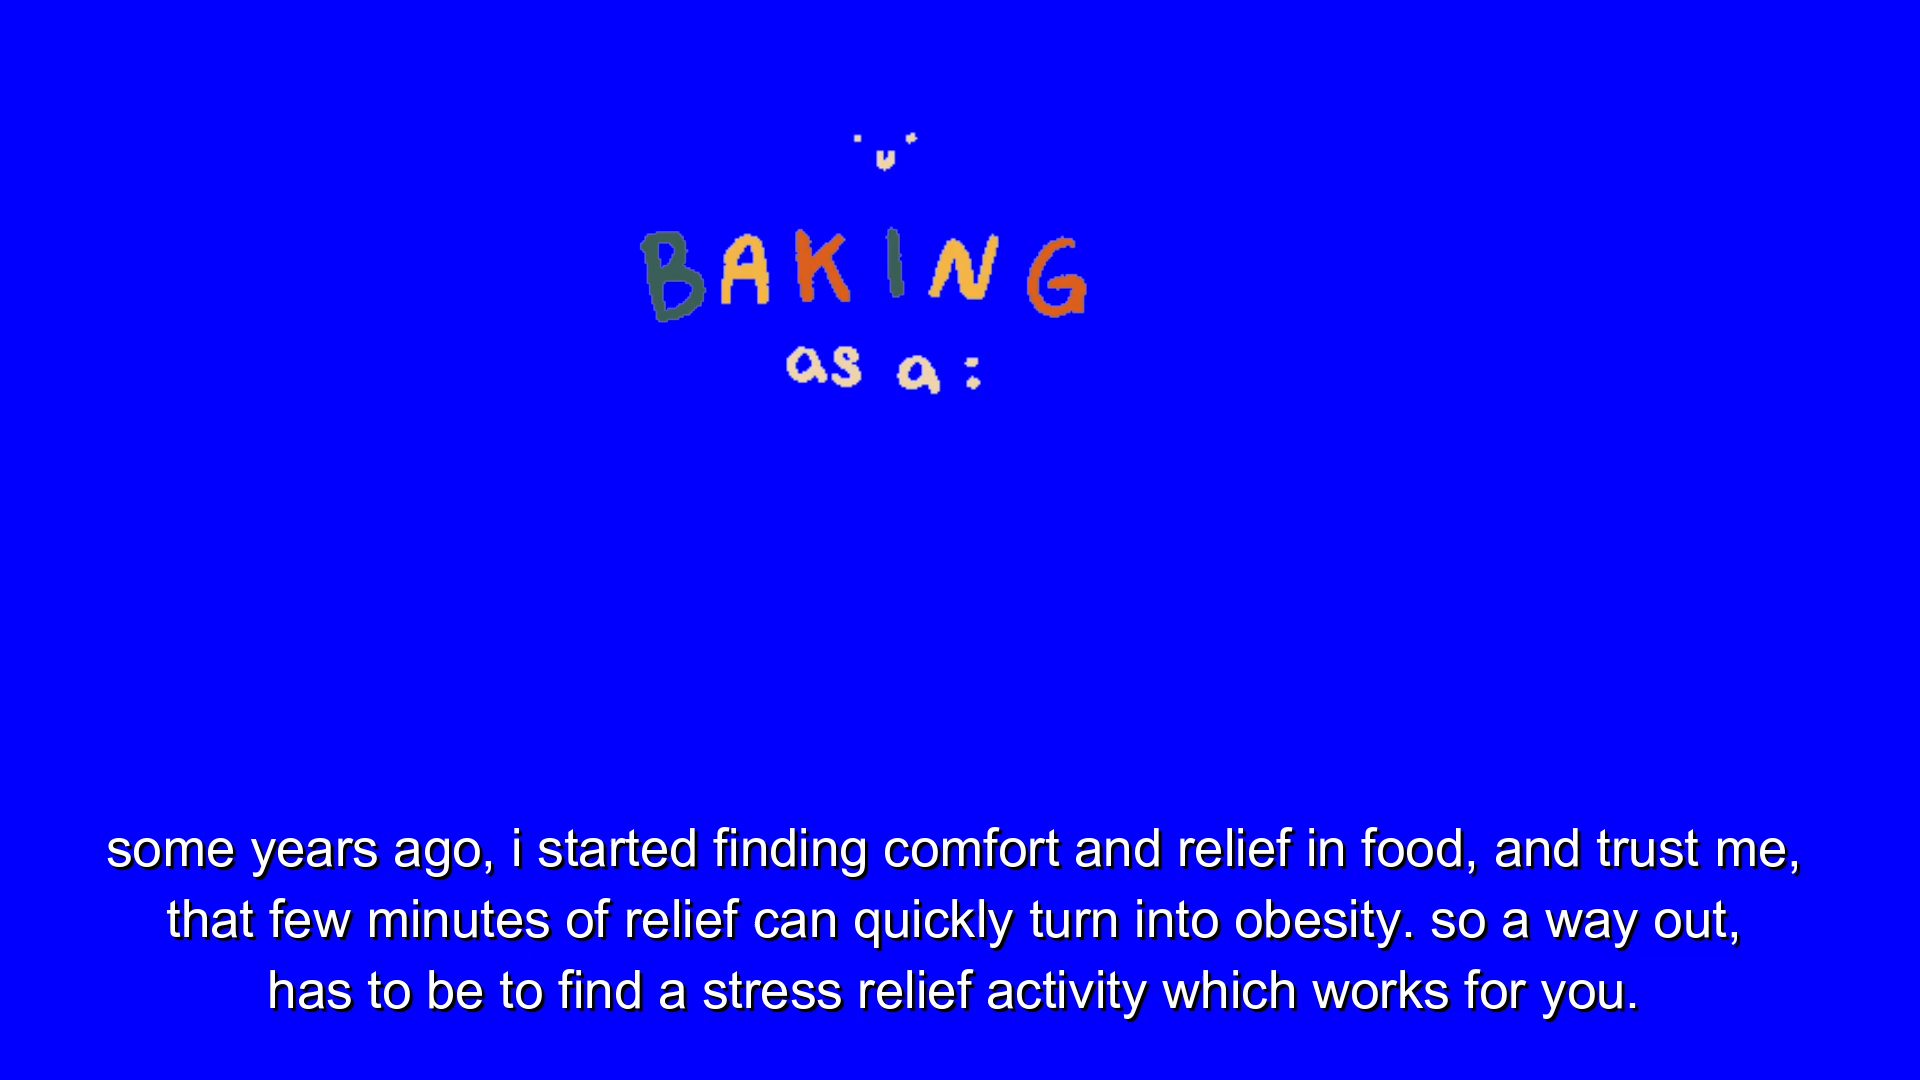 BAKING
as a:
some years ago, i started finding comfort and relief in food, and trust me,
that few minutes of relief can quickly turn into obesity. so a way out,
has to be to find a stress relief activity which works for you.